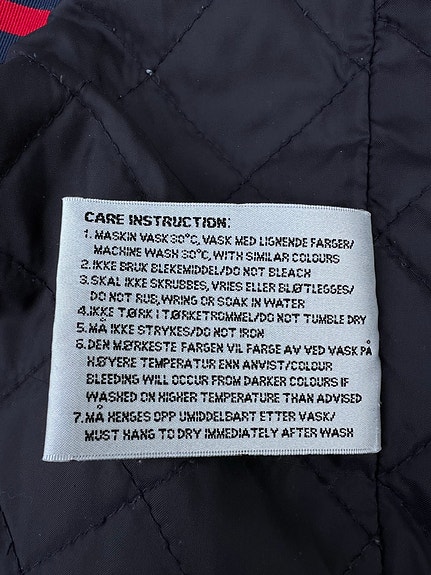 CARE INSTRUCTION:
1. MASKIN VASK 30°C, VASK MED LIGNENDE FARGER/
MACHINE WASH 30°C, WITH SIMILAR COLOURS
2. IKKE BRUK BLEKEMIDDEL/DO NOT BLEACH
3. SKAL IKKE SKRUBBES, VRIES ELLER BLØTLEGGES/
DO NOT RUB, WRING OR SOAK IN WATER
4. IKKE TØRK I TØRKETROMMEL/DO NOT TUMBLE DRY
5. MÅ IKKE STRYKES/DO NOT IRON
6. DEN MØRKESTE FARGEN VIL FARGE AV VED VASK PÅ
HØYERE TEMPERATUR ENN ANVIST/COLOUR
BLEEDING WILL OCCUR FROM DARKER COLOURS IF
WASHED ON HIGHER TEMPERATURE THAN ADVISED
7. MÅ HENGES OPP UMIDDELBART ETTER VASK/
MUST HANG TO DRY IMMEDIATELY AFTER WASH